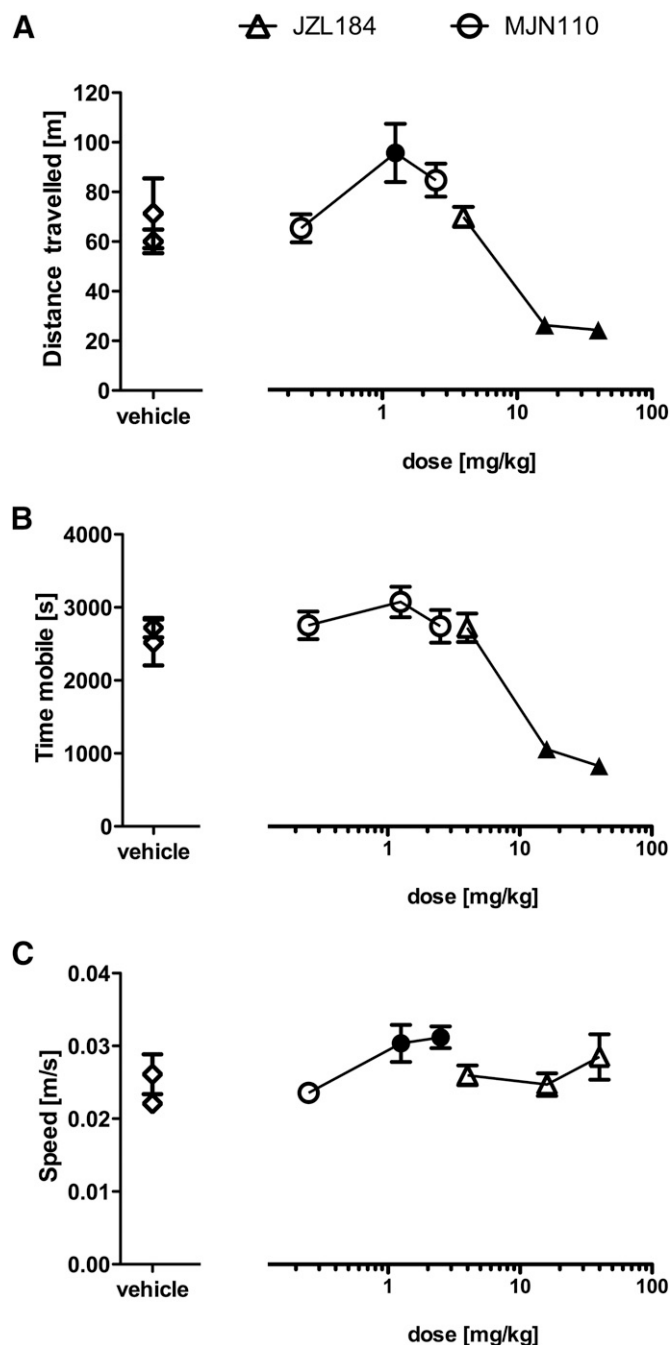 A
JZL184 MJN110
Distance travelled [m]
120
100
80
60
40
20
0
vehicle
1 10 100
dose [mg/kg]
B
Time mobile [s]
4000
3000
2000
1000
0
vehicle
1 10 100
dose [mg/kg]
C
Speed [m/s]
0.04
0.03
0.02
0.01
0.00
vehicle
1 10 100
dose [mg/kg]